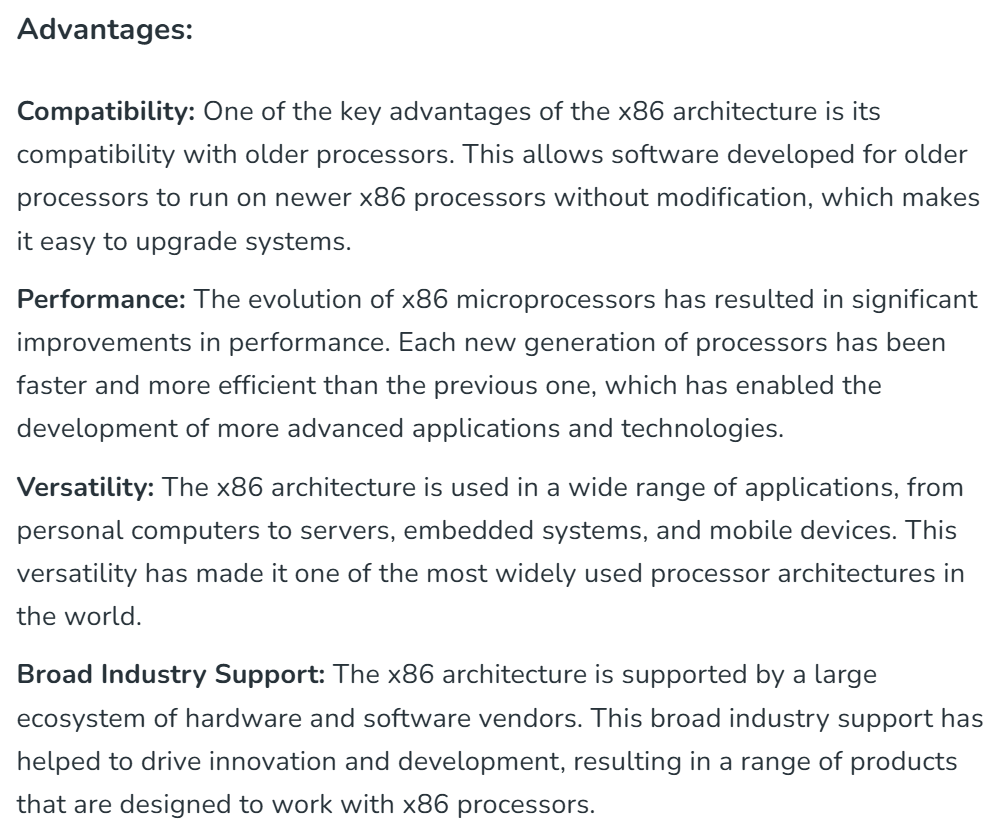 Advantages:
Compatibility: One of the key advantages of the x86 architecture is its
compatibility with older processors. This allows software developed for older
processors to run on newer x86 processors without modification, which makes
it easy to upgrade systems.
Performance: The evolution of x86 microprocessors has resulted in significant
improvements in performance. Each new generation of processors has been
faster and more efficient than the previous one, which has enabled the
development of more advanced applications and technologies.
Versatility: The x86 architecture is used in a wide range of applications, from
personal computers to servers, embedded systems, and mobile devices. This
versatility has made it one of the most widely used processor architectures in
the world.
Broad Industry Support: The x86 architecture is supported by a large
ecosystem of hardware and software vendors. This broad industry support has
helped to drive innovation and development, resulting in a range of products
that are designed to work with x86 processors.